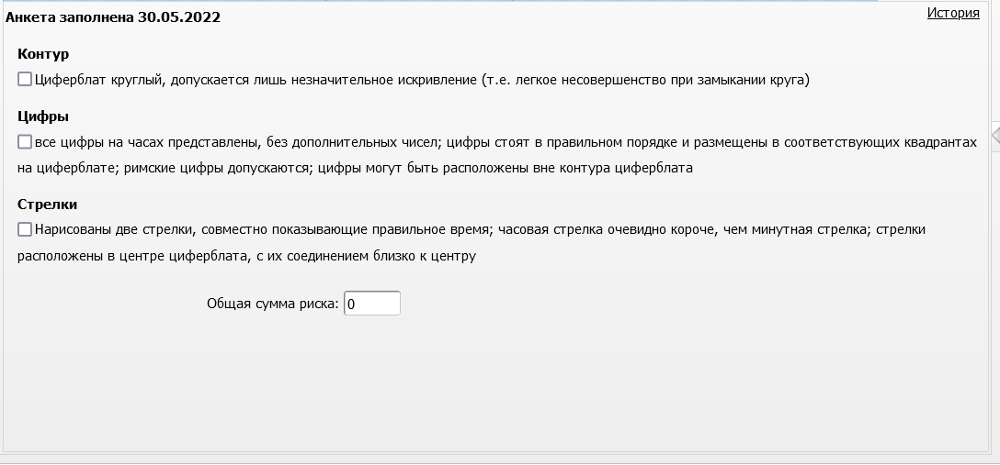 Анкета заполнена 30.05.2022
История
Контур
Циферблат круглый, допускается лишь незначительное искривление (т.е. легкое несовершенство при замыкании круга)
Цифры
все цифры на часах представлены, без дополнительных чисел; цифры стоят в правильном порядке и размещены в соответствующих квадрантах
на циферблате; римские цифры допускаются; цифры могут быть расположены вне контура циферблата
Стрелки
Нарисованы две стрелки, совместно показывающие правильное время; часовая стрелка очевидно короче, чем минутная стрелка; стрелки
расположены в центре циферблата, с их соединением близко к центру
Общая сумма риска: 0